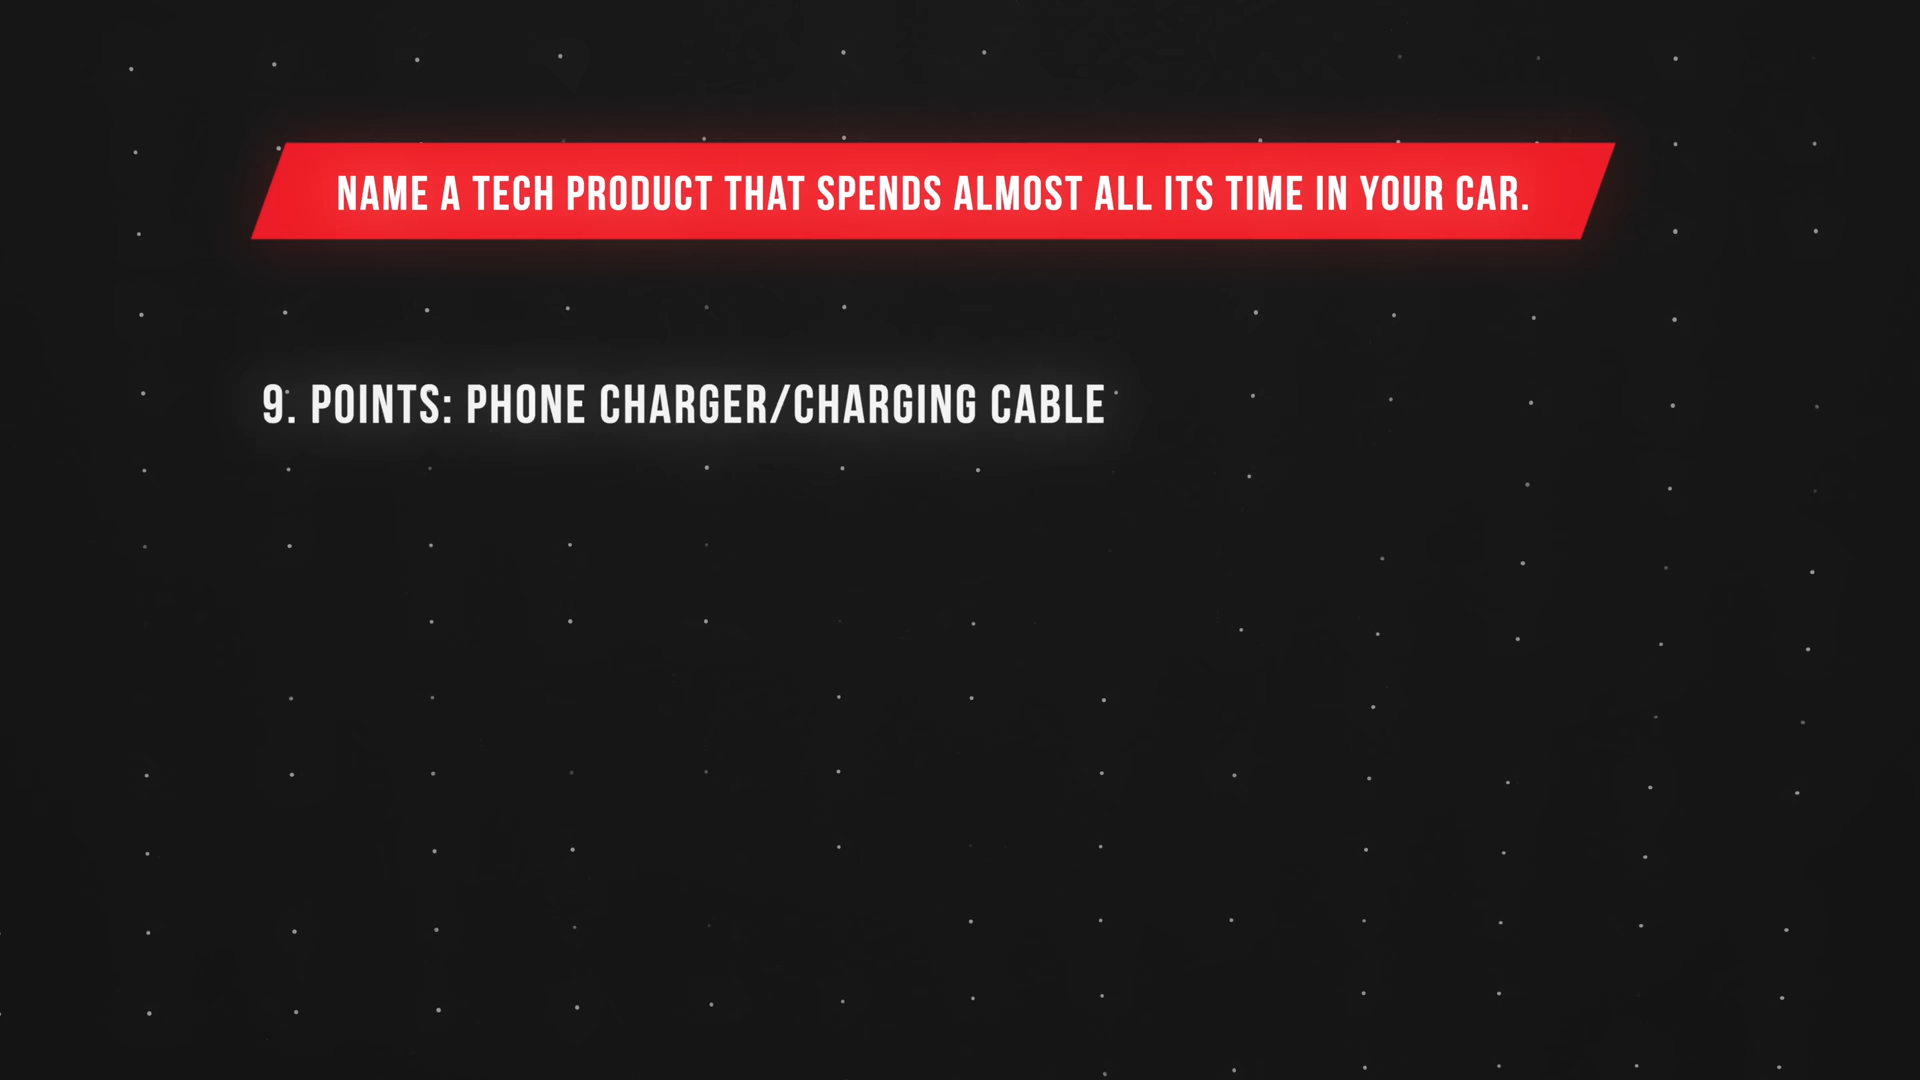 NAME A TECH PRODUCT THAT SPENDS ALMOST ALL ITS TIME IN YOUR CAR.
9. POINTS: PHONE CHARGER/CHARGING CABLE